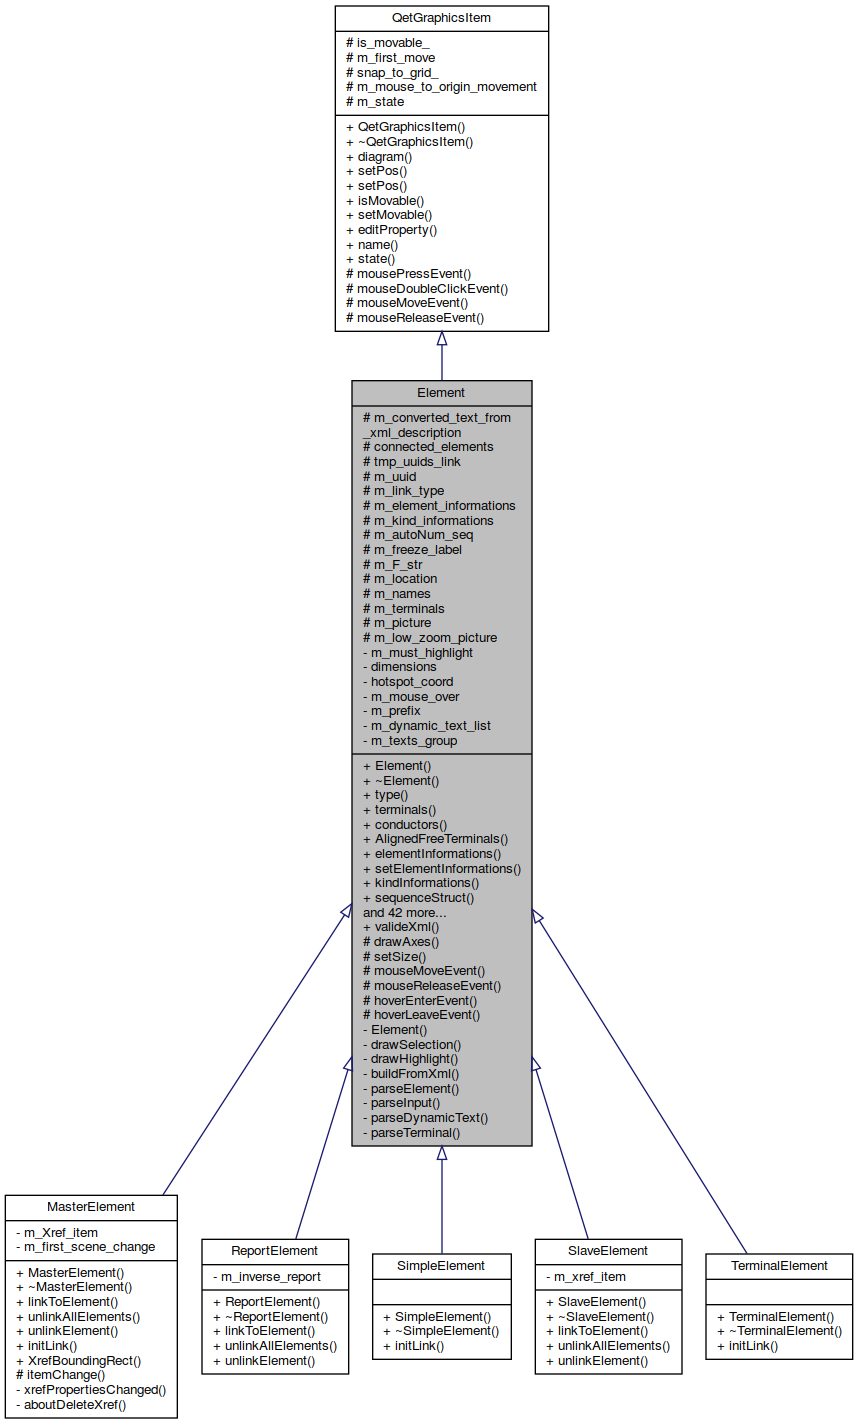 QetGraphicsItem
# is_movable_
# m_first_move
# snap_to_grid_
# m_mouse_to_origin_movement
# m_state
+ QetGraphicsItem()
+ ~QetGraphicsItem()
+ diagram()
+ setPos()
+ setPos()
+ isMovable()
+ setMovable()
+ editProperty()
+ name()
+ state()
# mousePressEvent()
# mouseDoubleClickEvent()
# mouseMoveEvent()
# mouseReleaseEvent()
Element
# m_converted_text_from
_xml_description
# connected_elements
# tmp_uuids_link
# m_uuid
# m_link_type
# m_element_informations
# m_kind_informations
# m_autoNum_seq
# m_freeze_label
# m_F_str
# m_location
# m_names
# m_terminals
# m_picture
# m_low_zoom_picture
- m_must_highlight
- dimensions
- hotspot_coord
- m_mouse_over
- m_prefix
- m_dynamic_text_list
- m_texts_group
+ Element()
+ ~Element()
+ type()
+ terminals()
+ conductors()
+ AlignedFreeTerminals()
+ elementInformations()
+ setElementInformations()
+ kindInformations()
+ sequenceStruct()
and 42 more...
+ valideXml()
# drawAxes()
# setSize()
# mouseMoveEvent()
# mouseReleaseEvent()
# hoverEnterEvent()
# hoverLeaveEvent()
- Element()
- drawSelection()
- drawHighlight()
- buildFromXml()
- parseElement()
- parseInput()
- parseDynamicText()
- parseTerminal()
MasterElement
- m_Xref_item
- m_first_scene_change
+ MasterElement()
+ ~MasterElement()
+ linkToElement()
+ unlinkAllElements()
+ unlinkElement()
+ initLink()
+ XrefBoundingRect()
# itemChange()
- xrefPropertiesChanged()
- aboutDeleteXref()
ReportElement
- m_inverse_report
+ ReportElement()
+ ~ReportElement()
+ linkToElement()
+ unlinkAllElements()
+ unlinkElement()
SimpleElement
+ SimpleElement()
+ ~SimpleElement()
+ initLink()
SlaveElement
- m_xref_item
+ SlaveElement()
+ ~SlaveElement()
+ linkToElement()
+ unlinkAllElements()
+ unlinkElement()
TerminalElement
+ TerminalElement()
+ ~TerminalElement()
+ initLink()